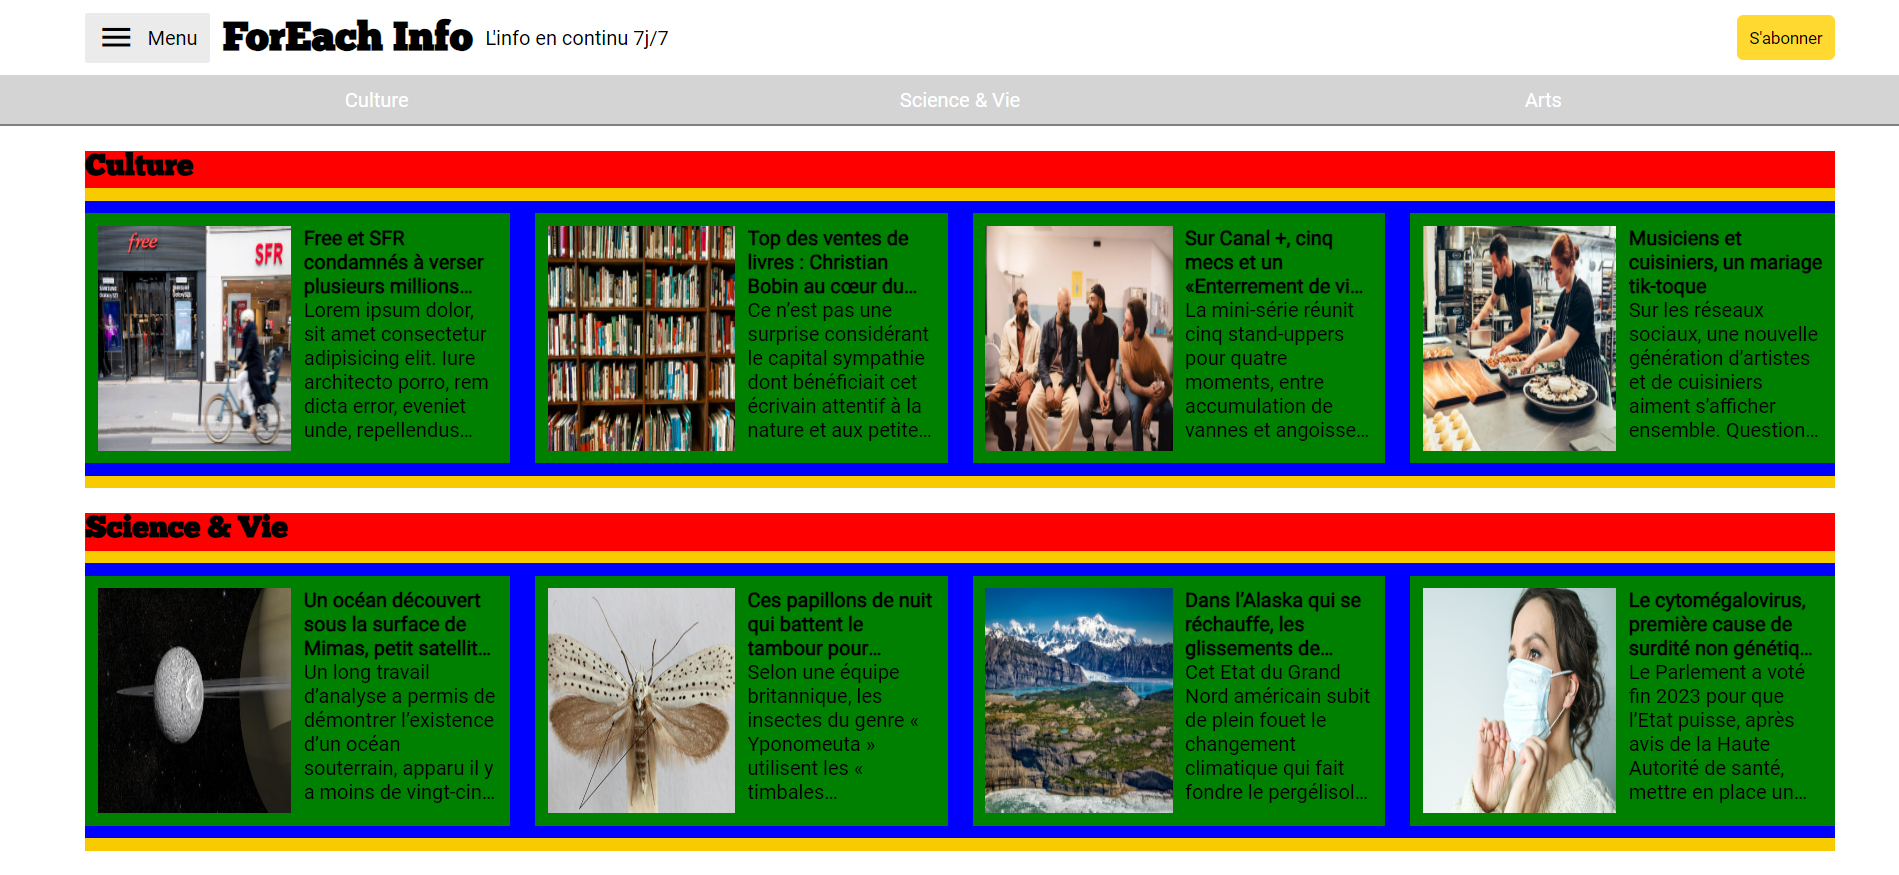 Menu
ForEach Info
L'info en continu 7j/7
S'abonner
Culture
Science & Vie
Arts
Culture
free
SFR
Free et SFR
condamnés à verser
plusieurs millions…
Lorem ipsum dolor,
sit amet consectetur
adipisicing elit. Iure
architecto porro, rem
dicta error, eveniet
unde, repellendus…
Top des ventes de
livres : Christian
Bobin au cœur du…
Ce n’est pas une
surprise considérant
le capital sympathie
dont bénéficiait cet
écrivain attentif à la
nature et aux petite…
Sur Canal +, cinq
mecs et un
«Enterrement de vi…
La mini-série réunit
cinq stand-uppers
pour quatre
moments, entre
accumulation de
vannes et angoisse…
Musiciens et
cuisiniers, un mariage
tik-toque
Sur les réseaux
sociaux, une nouvelle
génération d’artistes
et de cuisiniers
aiment s’afficher
ensemble. Question…
Science & Vie
Un océan découvert
sous la surface de
Mimas, petit satellit…
Un long travail
d’analyse a permis de
démontrer l’existence
d’un océan
souterrain, apparu il y
a moins de vingt-cin…
Ces papillons de nuit
qui battent le
tambour pour…
Selon une équipe
britannique, les
insectes du genre «
Yponomeuta »
utilisent les «
timbales…
Dans l’Alaska qui se
réchauffe, les
glissements de…
Cet Etat du Grand
Nord américain subit
de plein fouet le
changement
climatique qui fait
fondre le pergélisol…
Le cytomégalovirus,
première cause de
surdité non génétiq…
Le Parlement a voté
fin 2023 pour que
l’Etat puisse, après
avis de la Haute
Autorité de santé,
mettre en place un…